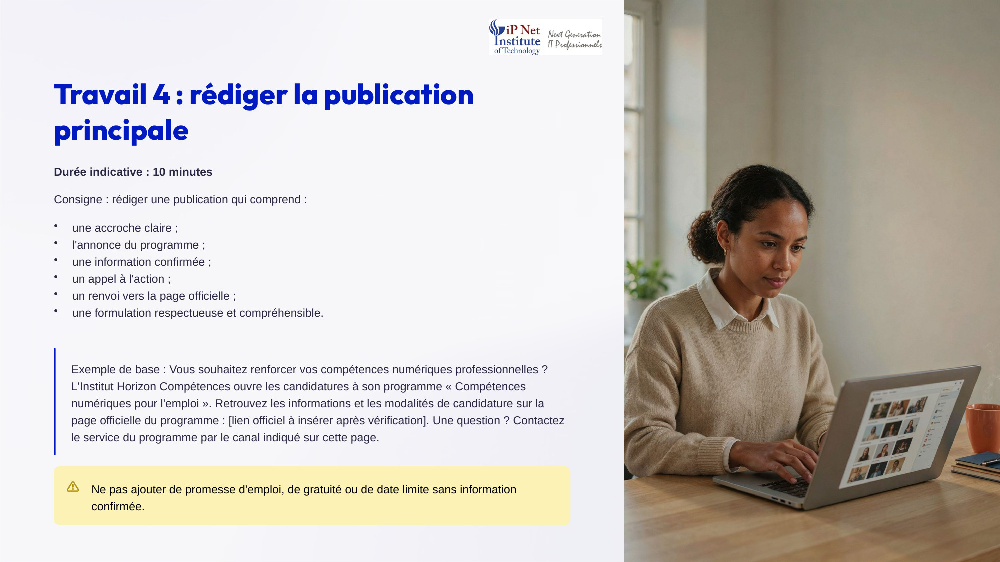 iP Net
Institute
of Technology
Next Generation
IT Professionnels
Travail 4 : rédiger la publication
principale
Durée indicative : 10 minutes
Consigne : rédiger une publication qui comprend :
• une accroche claire ;
• l'annonce du programme ;
• une information confirmée ;
• un appel à l'action ;
• un renvoi vers la page officielle ;
• une formulation respectueuse et compréhensible.
Exemple de base : Vous souhaitez renforcer vos compétences numériques professionnelles ?
L'Institut Horizon Compétences ouvre les candidatures à son programme « Compétences
numériques pour l'emploi ». Retrouvez les informations et les modalités de candidature sur la
page officielle du programme : [lien officiel à insérer après vérification]. Une question ? Contactez
le service du programme par le canal indiqué sur cette page.
Ne pas ajouter de promesse d'emploi, de gratuité ou de date limite sans information
confirmée.